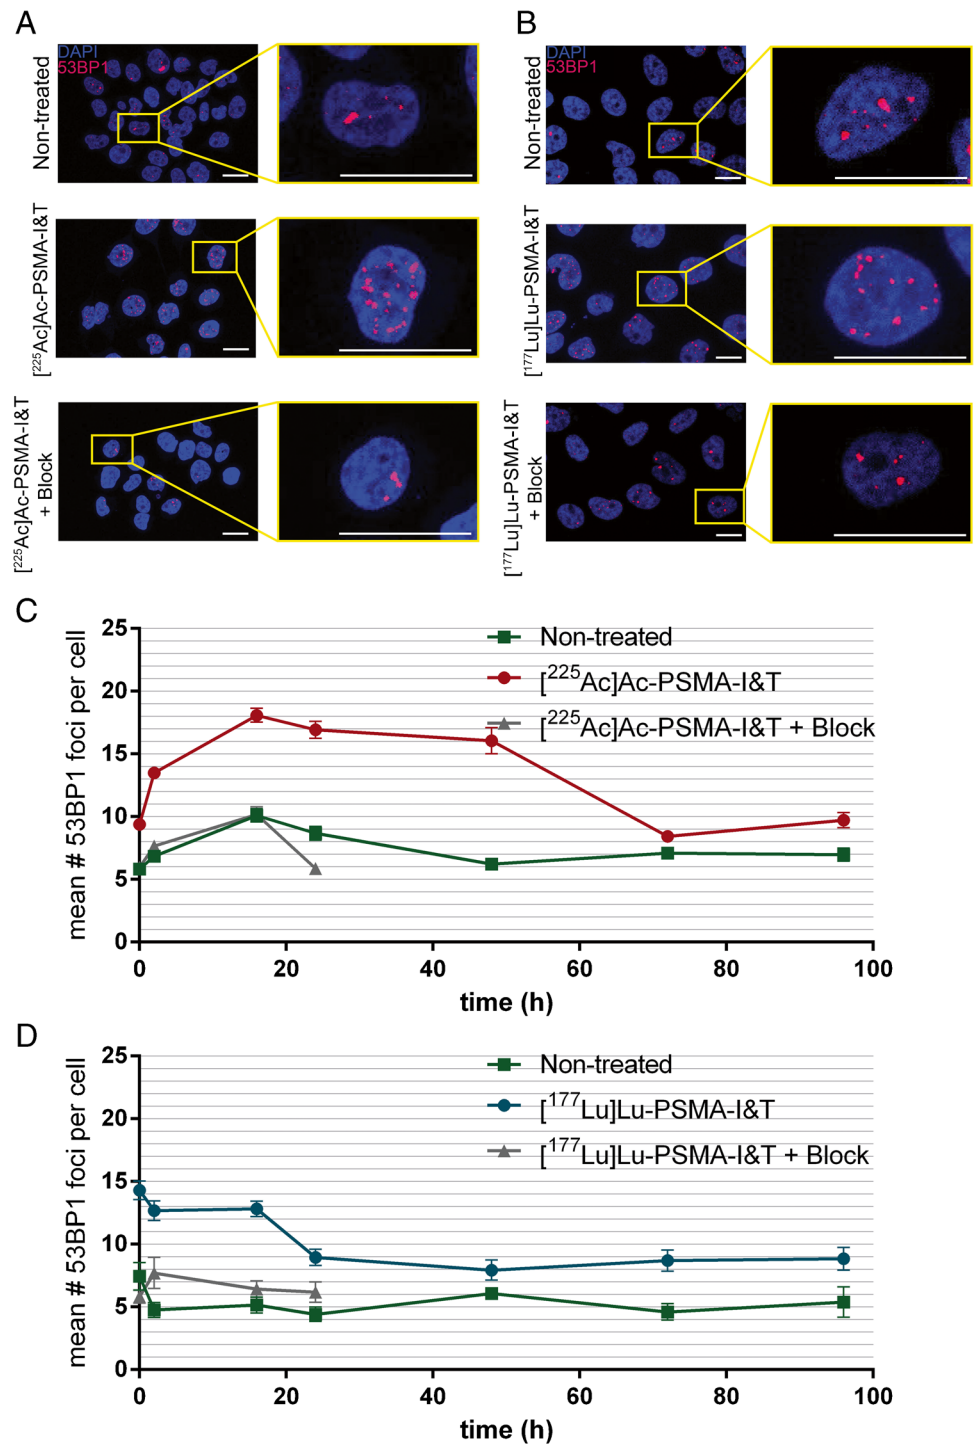 A
B
Non-treated
DAPI
53BP1
Non-treated
DAPI
53BP1
[²²⁵Ac]Ac-PSMA-I&T
[¹⁷⁷Lu]Lu-PSMA-I&T
[²²⁵Ac]Ac-PSMA-I&T
+ Block
[¹⁷⁷Lu]Lu-PSMA-I&T
+ Block
C
mean # 53BP1 foci per cell
25
20
15
10
5
0
Non-treated
[²²⁵Ac]Ac-PSMA-I&T
[²²⁵Ac]Ac-PSMA-I&T + Block
0 20 40 60 80 100
time (h)
D
mean # 53BP1 foci per cell
25
20
15
10
5
0
Non-treated
[¹⁷⁷Lu]Lu-PSMA-I&T
[¹⁷⁷Lu]Lu-PSMA-I&T + Block
0 20 40 60 80 100
time (h)